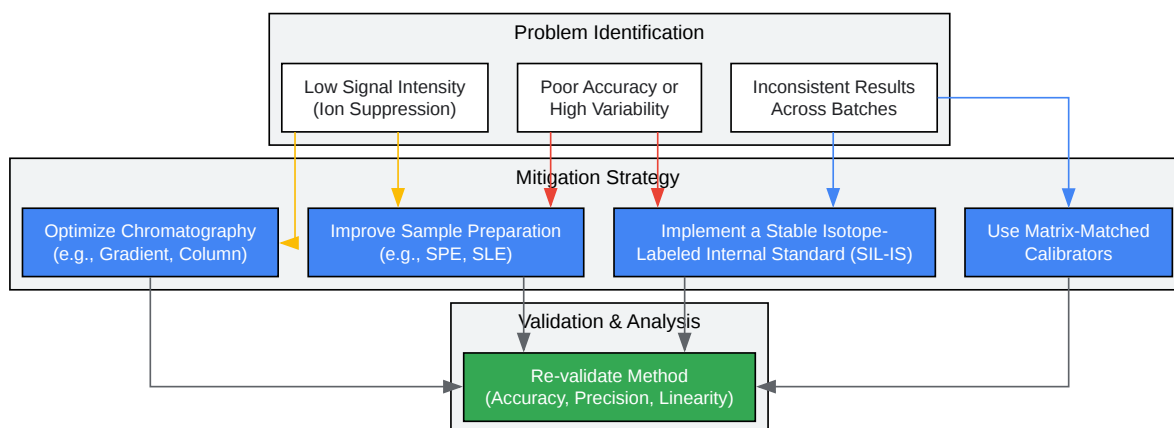 Problem Identification
Low Signal Intensity
(Ion Suppression)
Poor Accuracy or
High Variability
Inconsistent Results
Across Batches
Mitigation Strategy
Optimize Chromatography
(e.g., Gradient, Column)
Improve Sample Preparation
(e.g., SPE, SLE)
Implement a Stable Isotope-
Labeled Internal Standard (SIL-IS)
Use Matrix-Matched
Calibrators
Validation & Analysis
Re-validate Method
(Accuracy, Precision, Linearity)